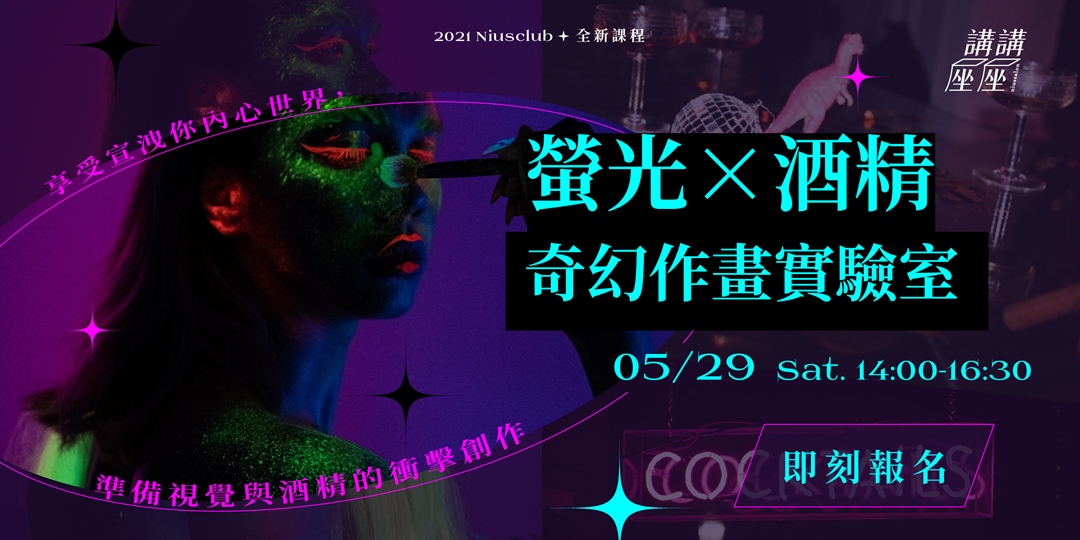 2021 Niusclub ✦ 全新課程
講講
座座
享受宣洩你內心世界，
螢光×酒精
奇幻作畫實驗室
05/29 Sat. 14:00-16:30
準備視覺與酒精的衝擊創作
即刻報名